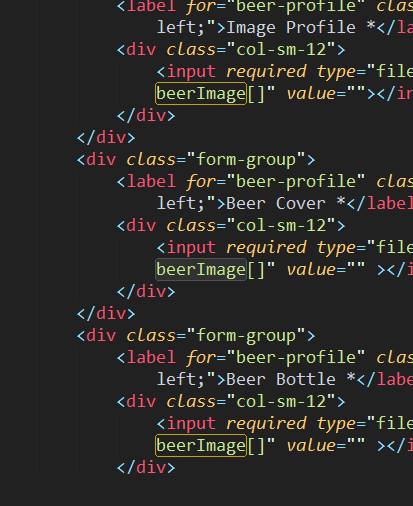 <label for="beer-profile" clas
left;">Image Profile *</la
<div class="col-sm-12">
<input required type="file
beerImage[]" value=""></in
</div>
</div>
<div class="form-group">
<label for="beer-profile" clas
left;">Beer Cover *</label
<div class="col-sm-12">
<input required type="file
beerImage[]" value="" ></i
</div>
</div>
<div class="form-group">
<label for="beer-profile" clas
left;">Beer Bottle *</labe
<div class="col-sm-12">
<input required type="file
beerImage[]" value="" ></i
</div>